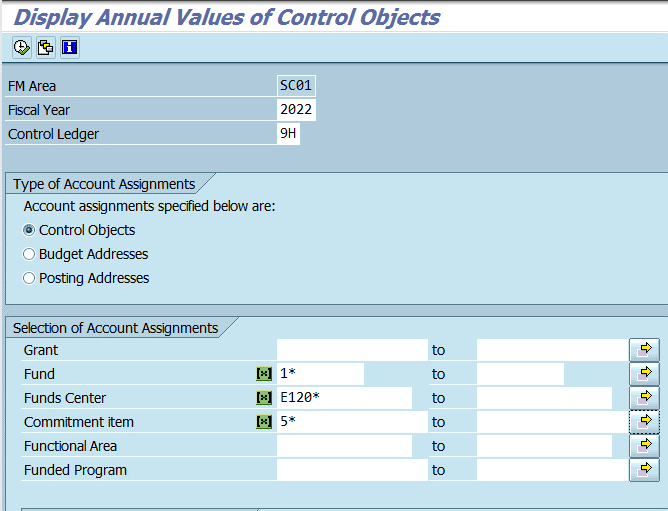 Display Annual Values of Control Objects
FM Area SC01
Fiscal Year 2022
Control Ledger 9H
Type of Account Assignments
Account assignments specified below are:
Control Objects
Budget Addresses
Posting Addresses
Selection of Account Assignments
Grant to
Fund 1* to
Funds Center E120* to
Commitment item 5* to
Functional Area to
Funded Program to